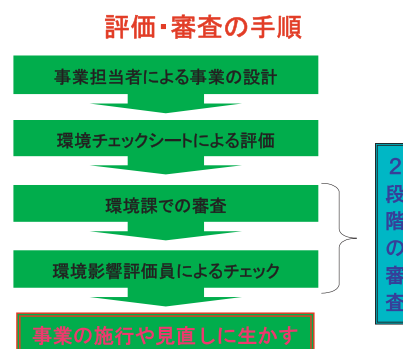 評価・審査の手順
事業担当者による事業の設計
環境チェックシートによる評価
環境課での審査
環境影響評価員によるチェック
事業の施行や見直しに生かす
2段階の審査